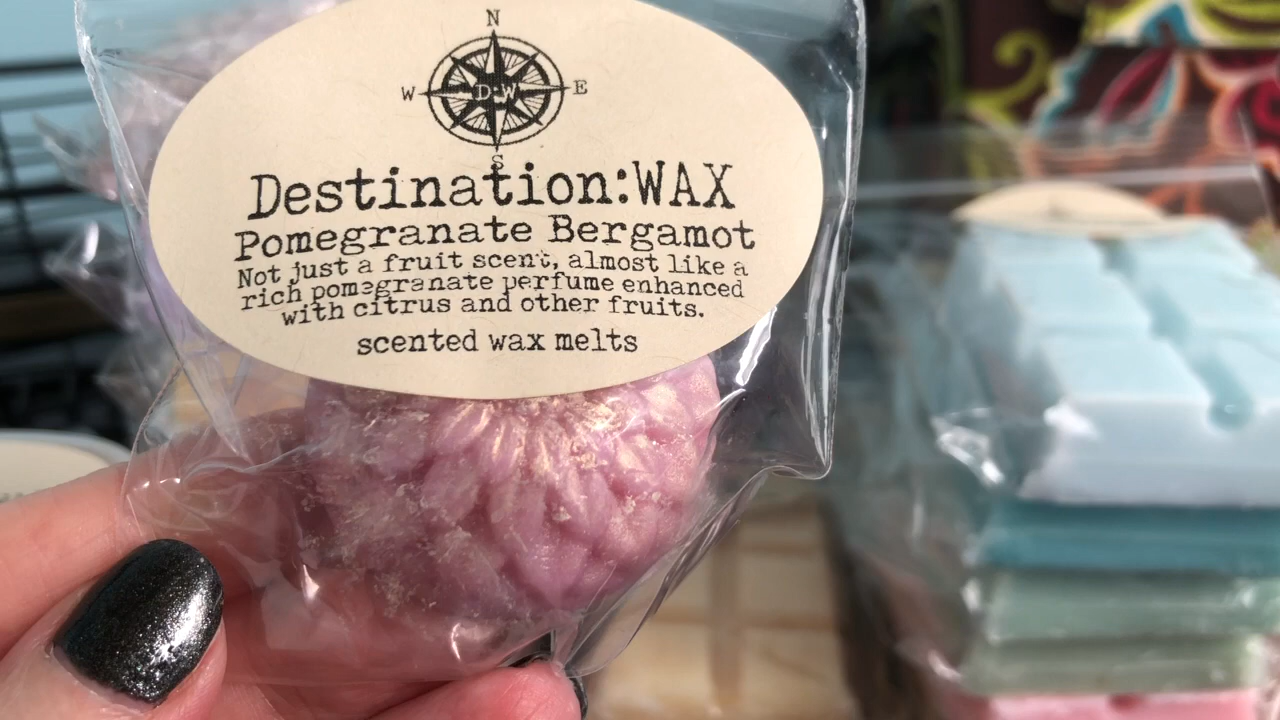 N
W D W E
S
Destination:WAX
Pomegranate Bergamot
Not just a fruit scent, almost like a
rich pomegranate perfume enhanced
with citrus and other fruits.
scented wax melts